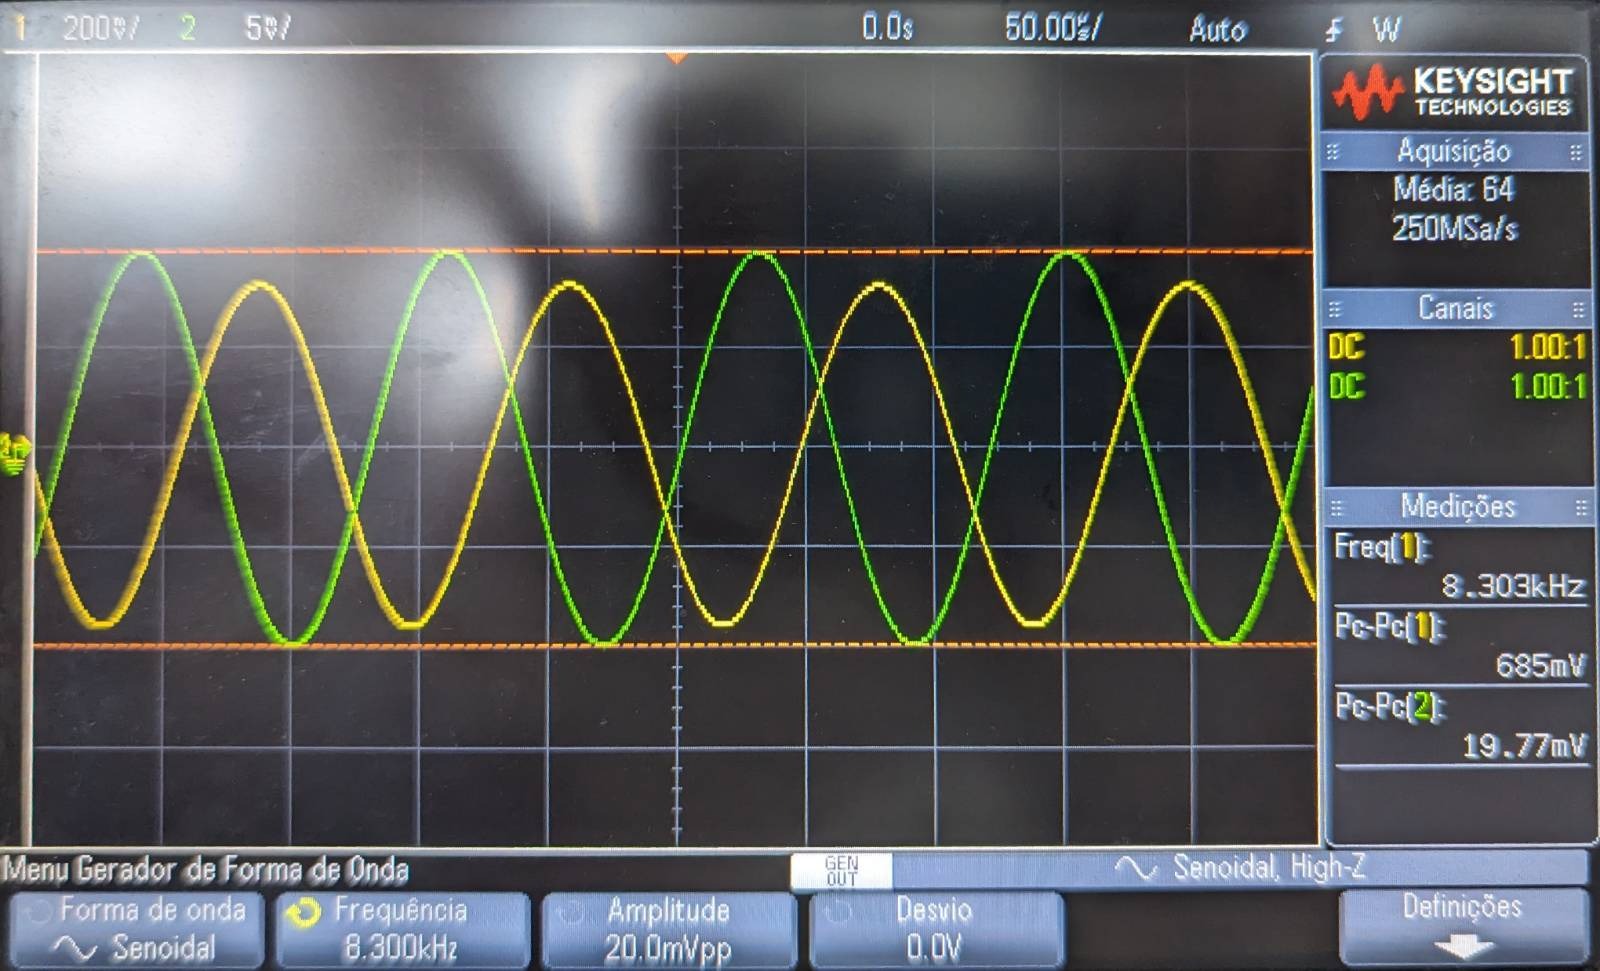 1 200mV/ 2 5mV/ 0.0s 50.00us/ Auto W
KEYSIGHT
TECHNOLOGIES
Aquisição
Média: 64
250MSa/s
Canais
DC 1.00:1
DC 1.00:1
Medições
Freq(1):
8.303kHz
Pc-Pc(1):
685mV
Pc-Pc(2):
19.77mV
Menu Gerador de Forma de Onda
GEN
OUT
Senoidal, High-Z
Forma de onda
Senoidal
Frequência
8.300kHz
Amplitude
20.0mVpp
Desvio
0.0V
Definições